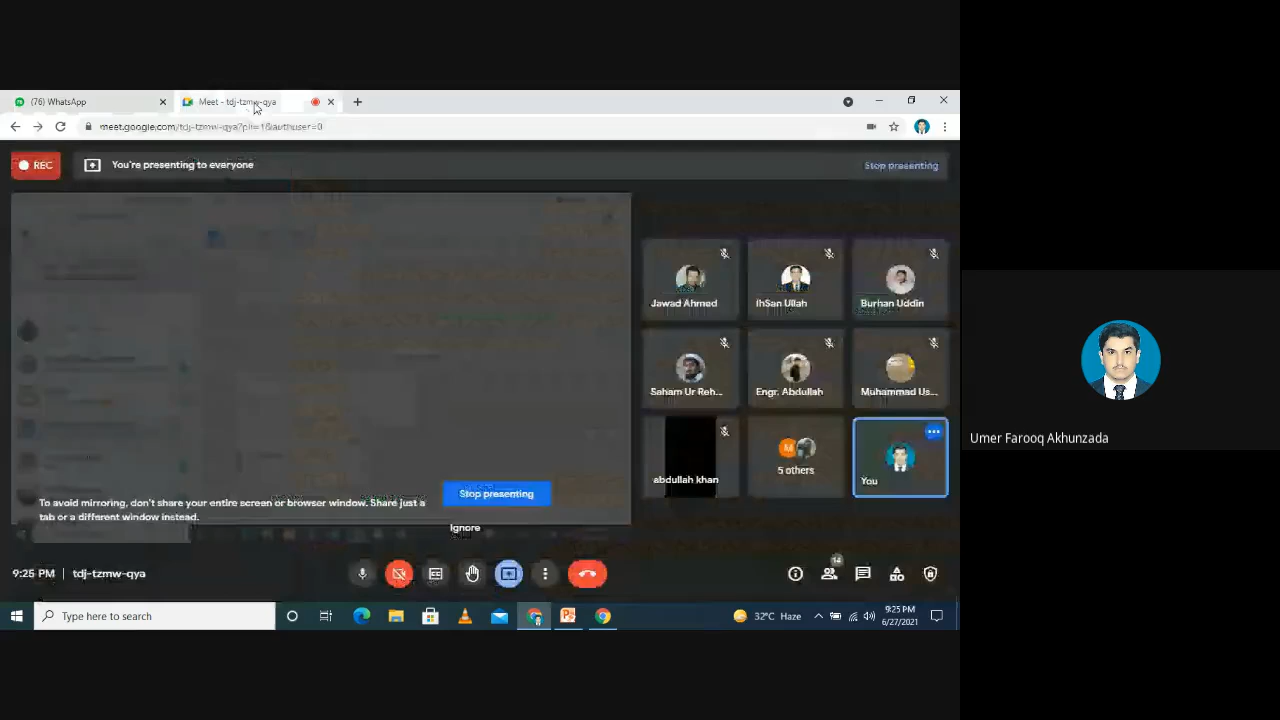 (76) WhatsApp
Meet - tdj-tzmw-qya
meet.google.com/tdj-tzmw-qya?pli=1&authuser=0
REC
You're presenting to everyone
Stop presenting
Jawad Ahmed
IhSan Ullah
Burhan Uddin
Saham Ur Reh...
Engr. Abdullah
Muhammad Us...
abdullah khan
5 others
You
To avoid mirroring, don't share your entire screen or browser window. Share just a
tab or a different window instead.
Stop presenting
Ignore
Umer Farooq Akhunzada
9:25 PM | tdj-tzmw-qya
14
Type here to search
32°C Haze
9:25 PM
6/27/2021